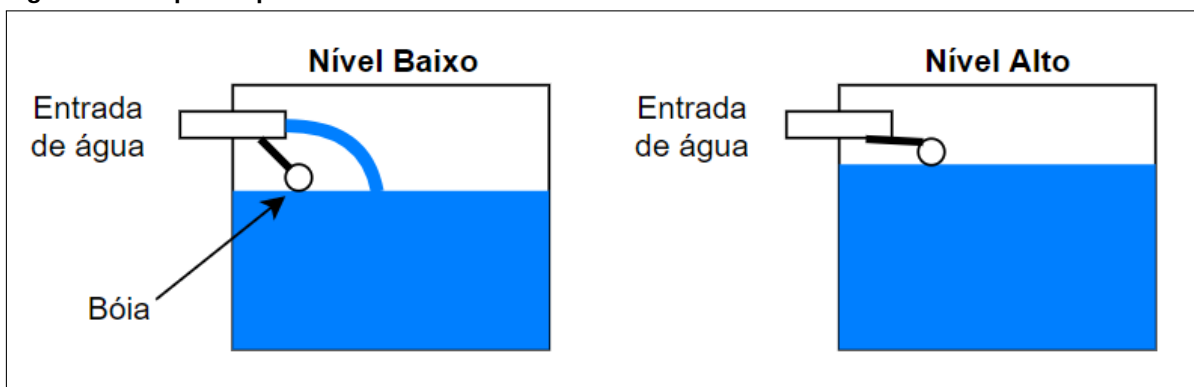 Nível Baixo
Entrada
de água
Bóia
Nível Alto
Entrada
de água